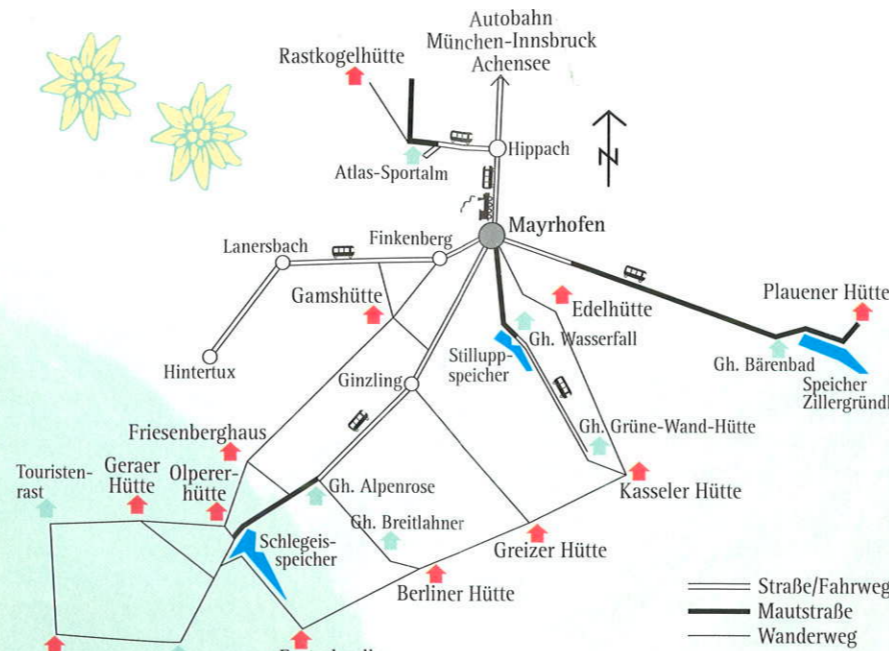 Autobahn
München-Innsbruck
Achensee
Rastkogelhütte
Hippach
Atlas-Sportalm
Mayrhofen
N
Lanersbach
Finkenberg
Gamshütte
Edelhütte
Plauener Hütte
Gh. Wasserfall
Hintertux
Stillupp-
speicher
Gh. Bärenbad
Speicher
Zillergründl
Ginzling
Gh. Grüne-Wand-Hütte
Friesenberghaus
Touristen-
rast
Geraer
Hütte
Olperer-
hütte
Gh. Alpenrose
Kasseler Hütte
Gh. Breitlahner
Schlegeis-
speicher
Greizer Hütte
Berliner Hütte
Straße/Fahrweg
Mautstraße
Wanderweg